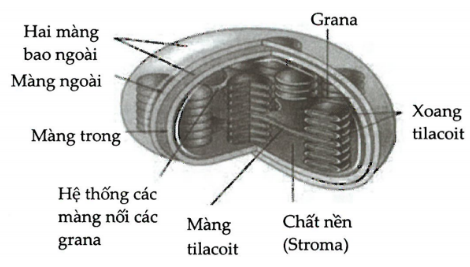 Hai màng
bao ngoài
Màng ngoài
Màng trong
Hệ thống các
màng nối các
grana
Màng
tilacoit
Chất nền
(Stroma)
Grana
Xoang
tilacoit